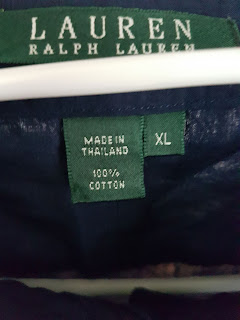 LAUREN
RALPH LAUREN
MADE IN
THAILAND
100%
COTTON
XL